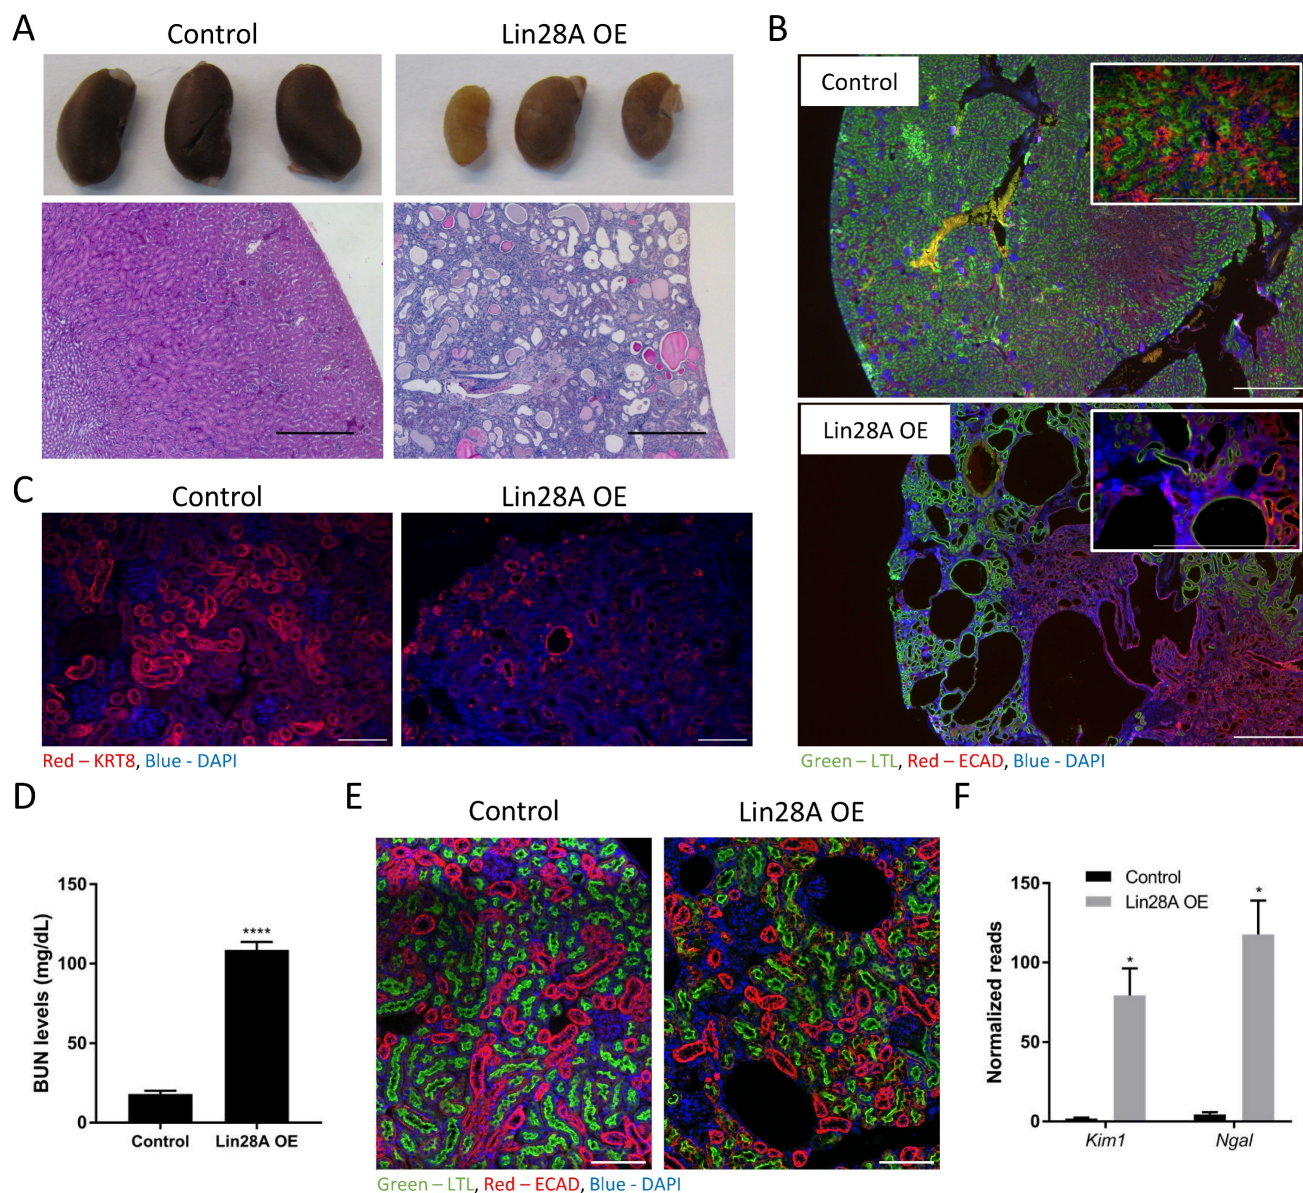 A
Control
Lin28A OE
B
Control
Lin28A OE
C
Control
Lin28A OE
Red – KRT8, Blue - DAPI
Green – LTL, Red – ECAD, Blue - DAPI
D
BUN levels (mg/dL)
150
100
50
0
****
Control
Lin28A OE
E
Control
Lin28A OE
Green – LTL, Red – ECAD, Blue - DAPI
F
Normalized reads
150
100
50
0
Control
Lin28A OE
*
*
Kim1
Ngal